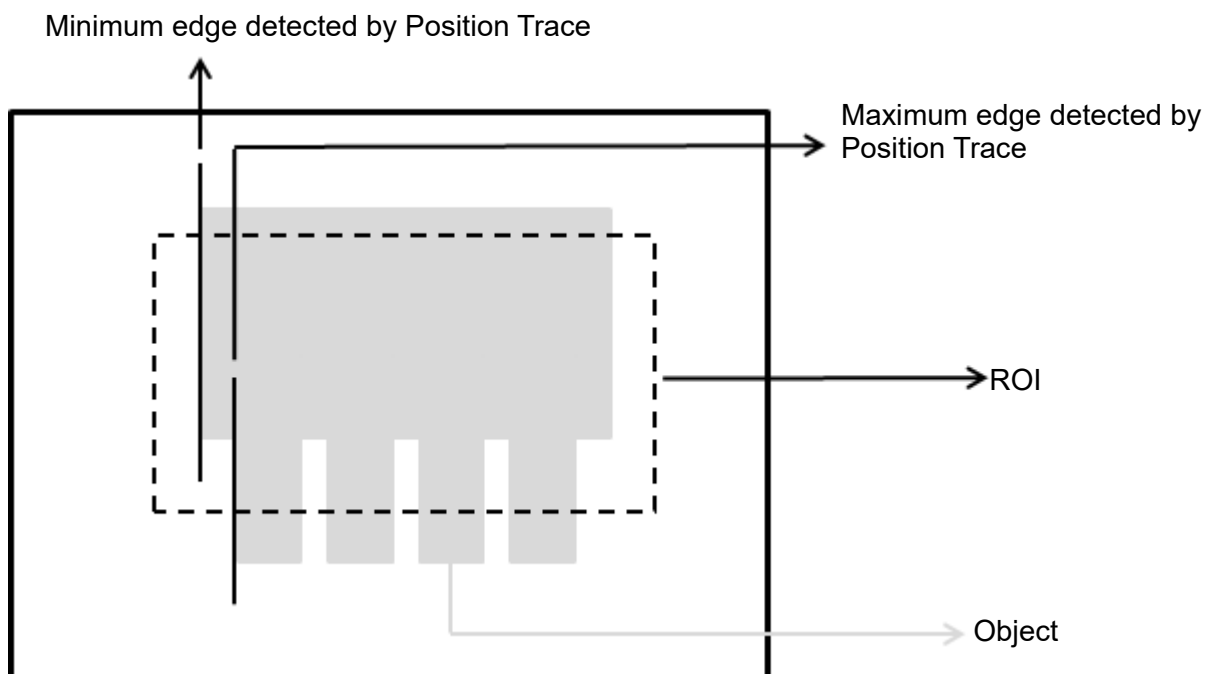 Minimum edge detected by Position Trace
Maximum edge detected by
Position Trace
ROI
Object